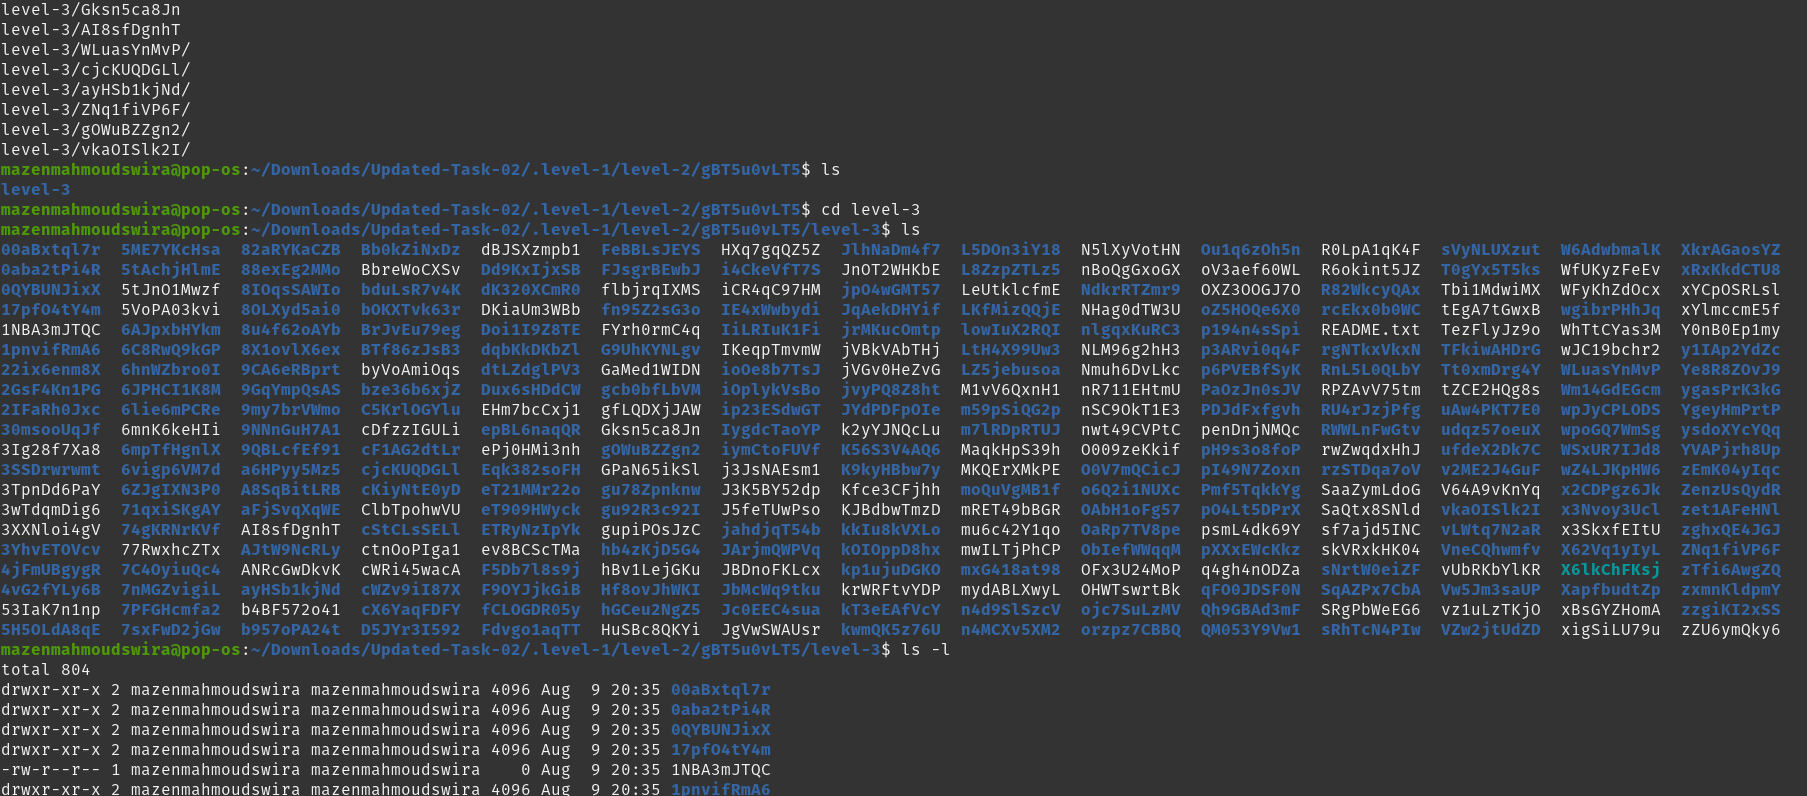 level-3/Gksn5ca8Jn
level-3/AI8sfDgnhT
level-3/WLuasYnMvP/
level-3/cjcKUQDGLl/
level-3/ayHSb1kjNd/
level-3/ZNq1fiVP6F/
level-3/gOWuBZZgn2/
level-3/vkaOISlk2I/
mazenmahmoudswira@pop-os:~/Downloads/Updated-Task-02/.level-1/level-2/gBT5u0vLT5$ ls
level-3
mazenmahmoudswira@pop-os:~/Downloads/Updated-Task-02/.level-1/level-2/gBT5u0vLT5$ cd level-3
mazenmahmoudswira@pop-os:~/Downloads/Updated-Task-02/.level-1/level-2/gBT5u0vLT5/level-3$ ls
00aBxtql7r 5ME7YKcHsa 82aRYKaCZB Bb0kZiNxDz dBJSXzmpb1 FeBBLsJEYS HXq7gqQZ5Z JlhNaDm4f7 L5DOn3iY18 N5lXyVotHN Ou1q6zOh5n R0LpA1qK4F sVyNLUXzut W6AdwbmalK XkrAGaosYZ
0aba2tPi4R 5tAchjHlmE 88exEg2MMo BbreWoCXSv Dd9KxIjxSB FJsgrBEwbJ i4CkeVfT7S JnOT2WHKbE L8ZzpZTLz5 nBoQgGxoGX oV3aef60WL R6okint5JZ T0gYx5T5ks WfUKyzFeEv xRxKkdCTU8
0QYBUNJixX 5tJnO1Mwzf 8IOqsSAWIo bduLsR7v4K dK320XCmR0 flbjrqIXMS iCR4qC97HM jpO4wGMT57 LeUtklcfmE NdkrRTZmr9 OXZ3OOGJ7O R82WkcyQAx Tbi1MdwiMX WFyKhZdOcx xYCpOSRLsl
17pfO4tY4m 5VoPA03kvi 8OLXyd5ai0 bOKXTvk63r DKiaUm3WBb fn95Z2sG3o IE4xWwbydi JqAekDHYif LKfMizQQjE NHag0dTW3U oZ5HOQe6X0 rcEkx0b0WC tEgA7tGwxB wgibrPHhJq xYlmccmE5f
1NBA3mJTQC 6AJpxbHYkm 8u4f62oAYb BrJvEu79eg Doi1I9Z8TE FYrh0rmC4q IiLRIuK1Fi jrMKucOmtp lowIuX2RQI nlgqxKuRC3 p194n4sSpi README.txt TezFlyJz9o WhTtCYas3M Y0nB0Ep1my
1pnvifRmA6 6C8RwQ9kGP 8X1ovlX6ex BTf86zJsB3 dqbKkDKbZl G9UhKYNLgv IKeqpTmvmW jVBkVAbTHj LtH4X99Uw3 NLM96g2hH3 p3ARvi0q4F rgNTkxVkxN TFkiwAHDrG wJC19bchr2 y1IAp2YdZc
22ix6enm8X 6hnWZbro0I 9CA6eRBprt byVoAmiOqs dtLZdglPV3 GaMed1WIDN ioOe8b7TsJ jVGv0HeZvG LZ5jebusoa Nmuh6DvLkc p6PVEBfSyK RnL5L0QLbY Tt0xmDrg4Y WLuasYnMvP Ye8R8ZOvJ9
2GsF4Kn1PG 6JPHCI1K8M 9GqYmpQsAS bze36b6xjZ Dux6sHDdCW gcb0bfLbVM iOplykVsBo jvyPQ8Z8ht M1vV6QxnH1 nR711EHtmU PaOzJn0sJV RPZAvV75tm tZCE2HQg8s Wm14GdEGcm ygasPrK3kG
2IFaRh0Jxc 6lie6mPCRe 9my7brVWmo C5KrlOGYlu EHm7bcCxj1 gfLQDXjJAW ip23ESdwGT JYdPDFpOIe m59pSiQG2p nSC9OkT1E3 PDJdFxfgvh RU4rJzjPfg uAw4PKT7E0 wpJyCPLODS YgeyHmPrtP
30msooUqJf 6mnK6keHIi 9NNnGuH7A1 cDfzzIGULi epBL6naqQR Gksn5ca8Jn IygdcTaoYP k2yYJNQcLu m7lRDpRTUJ nwt49CVPtC penDnjNMQc RWWLnFwGtv udqz57oeuX wpoGQ7WmSg ysdoXYcYQq
3Ig28f7Xa8 6mpTfHgnlX 9QBLcfEf91 cF1AG2dtLr ePj0HMi3nh gOWuBZZgn2 iymCtoFUVf K56S3V4AQ6 MaqkHpS39h O009zeKkif pH9s3o8foP rwZwqdxHhJ ufdeX2Dk7C WSxUR7IJd8 YVAPjrh8Up
3SSDrwrwmt 6vigp6VM7d a6HPyy5Mz5 cjcKUQDGLl Eqk382soFH GPaN65ikSl j3JsNAEsm1 K9kyHBbw7y MKQErXMkPE O0V7mQCicJ pI49N7Zoxn rzSTDqa7oV v2ME2J4GuF wZ4LJKpHW6 zEmK04yIqc
3TpnDd6PaY 6ZJgIXN3P0 A8SqBitLRB cKiyNtE0yD eT21MMr22o gu78Zpnknw J3K5BY52dp Kfce3CFjhh moQuVgMB1f o6Q2i1NUXc Pmf5TqkkYg SaaZymLdoG V64A9vKnYq x2CDPgz6Jk ZenzUsQydR
3wTdqmDig6 71qxiSKgAY aFjSvqXqWE ClbTpohwVU eT909HWyck gu92R3c92I J5feTUwPso KJBdbwTmzD mRET49bBGR OAbH1oFg57 pO4Lt5DPrX SaQtx8SNld vkaOISlk2I x3Nvoy3Ucl zet1AFeHNl
3XXNloi4gV 74gKRNrKVf AI8sfDgnhT cStCLsSELl ETRyNzIpYk gupiPOsJzC jahdjqT54b kkIu8kVXLo mu6c42Y1qo OaRp7TV8pe psmL4dk69Y sf7ajd5INC vLWtq7N2aR x3SkxfEItU zghxQE4JGJ
3YhvETOVcv 77RwxhcZTx AJtW9NcRLy ctnOoPIga1 ev8BCScTMa hb4zKjD5G4 JArjmQWPVq kOIOppD8hx mwILTjPhCP ObIefWWqqM pXXxEWcKkz skVRxkHK04 VneCQhwmfv X62Vq1yIyL ZNq1fiVP6F
4jFmUBgygR 7C4OyiuQc4 ANRcGwDkvK cWRi45wacA F5Db7l8s9j hBv1LejGKu JBDnoFKLcx kp1ujuDGKO mxG418at98 OFx3U24MoP q4gh4nODZa sNrtW0eiZF vUbRKbYlKR X6lkChFKsj zTfi6AwgZQ
4vG2fYLy6B 7nMGZvigiL ayHSb1kjNd cWZv9iI87X F9OYJjkGiB Hf8ovJhWKI JbMcWq9tku krWRFtvYDP mydABLXwyL OHWTswrtBk qFO0JDSF0N SqAZPx7CbA Vw5Jm3saUP XapfbudtZp zxmnKldpmY
53IaK7n1np 7PFGHcmfa2 b4BF572o41 cX6YaqFDFY fCLOGDR05y hGCeu2NgZ5 Jc0EEC4sua kT3eEAfVcY n4d9SlSzcV ojc7SuLzMV Qh9GBAd3mF SRgPbWeEG6 vz1uLzTKjO xBsGYZHomA zzgiKI2xSS
5H5OLdA8qE 7sxFwD2jGw b957oPA24t D5JYr3I592 Fdvgo1aqTT HuSBc8QKYi JgVwSWAUsr kwmQK5z76U n4MCXv5XM2 orzpz7CBBQ QM053Y9Vw1 sRhTcN4PIw VZw2jtUdZD xigSiLU79u zZU6ymQky6
mazenmahmoudswira@pop-os:~/Downloads/Updated-Task-02/.level-1/level-2/gBT5u0vLT5/level-3$ ls -l
total 804
drwxr-xr-x 2 mazenmahmoudswira mazenmahmoudswira 4096 Aug  9 20:35 00aBxtql7r
drwxr-xr-x 2 mazenmahmoudswira mazenmahmoudswira 4096 Aug  9 20:35 0aba2tPi4R
drwxr-xr-x 2 mazenmahmoudswira mazenmahmoudswira 4096 Aug  9 20:35 0QYBUNJixX
drwxr-xr-x 2 mazenmahmoudswira mazenmahmoudswira 4096 Aug  9 20:35 17pfO4tY4m
-rw-r--r-- 1 mazenmahmoudswira mazenmahmoudswira    0 Aug  9 20:35 1NBA3mJTQC
drwxr-xr-x 2 mazenmahmoudswira mazenmahmoudswira 4096 Aug  9 20:35 1pnvifRmA6